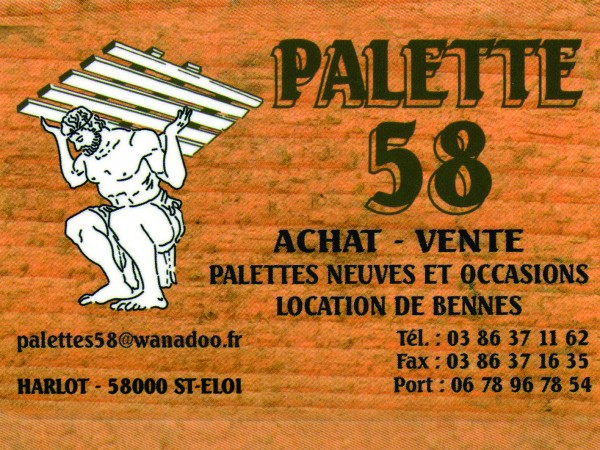 PALETTE
58
ACHAT - VENTE
PALETTES NEUVES ET OCCASIONS
LOCATION DE BENNES
palettes58@wanadoo.fr
Tél. : 03 86 37 11 62
Fax : 03 86 37 16 35
HARLOT - 58000 ST-ELOI
Port : 06 78 96 78 54